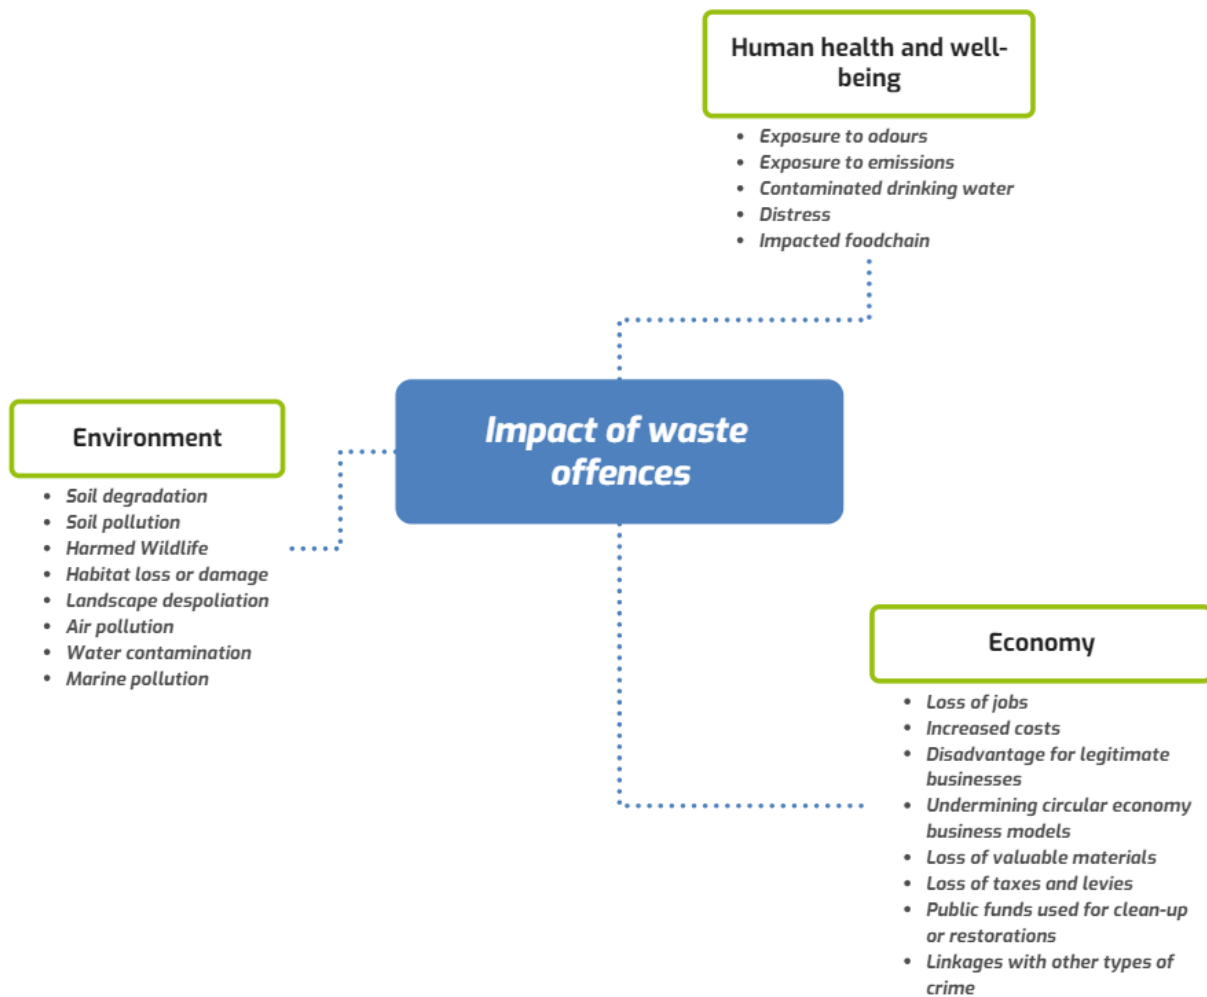 Human health and well-
being
• Exposure to odours
• Exposure to emissions
• Contaminated drinking water
• Distress
• Impacted foodchain
Impact of waste
offences
Environment
• Soil degradation
• Soil pollution
• Harmed Wildlife
• Habitat loss or damage
• Landscape despoliation
• Air pollution
• Water contamination
• Marine pollution
Economy
• Loss of jobs
• Increased costs
• Disadvantage for legitimate
businesses
• Undermining circular economy
business models
• Loss of valuable materials
• Loss of taxes and levies
• Public funds used for clean-up
or restorations
• Linkages with other types of
crime